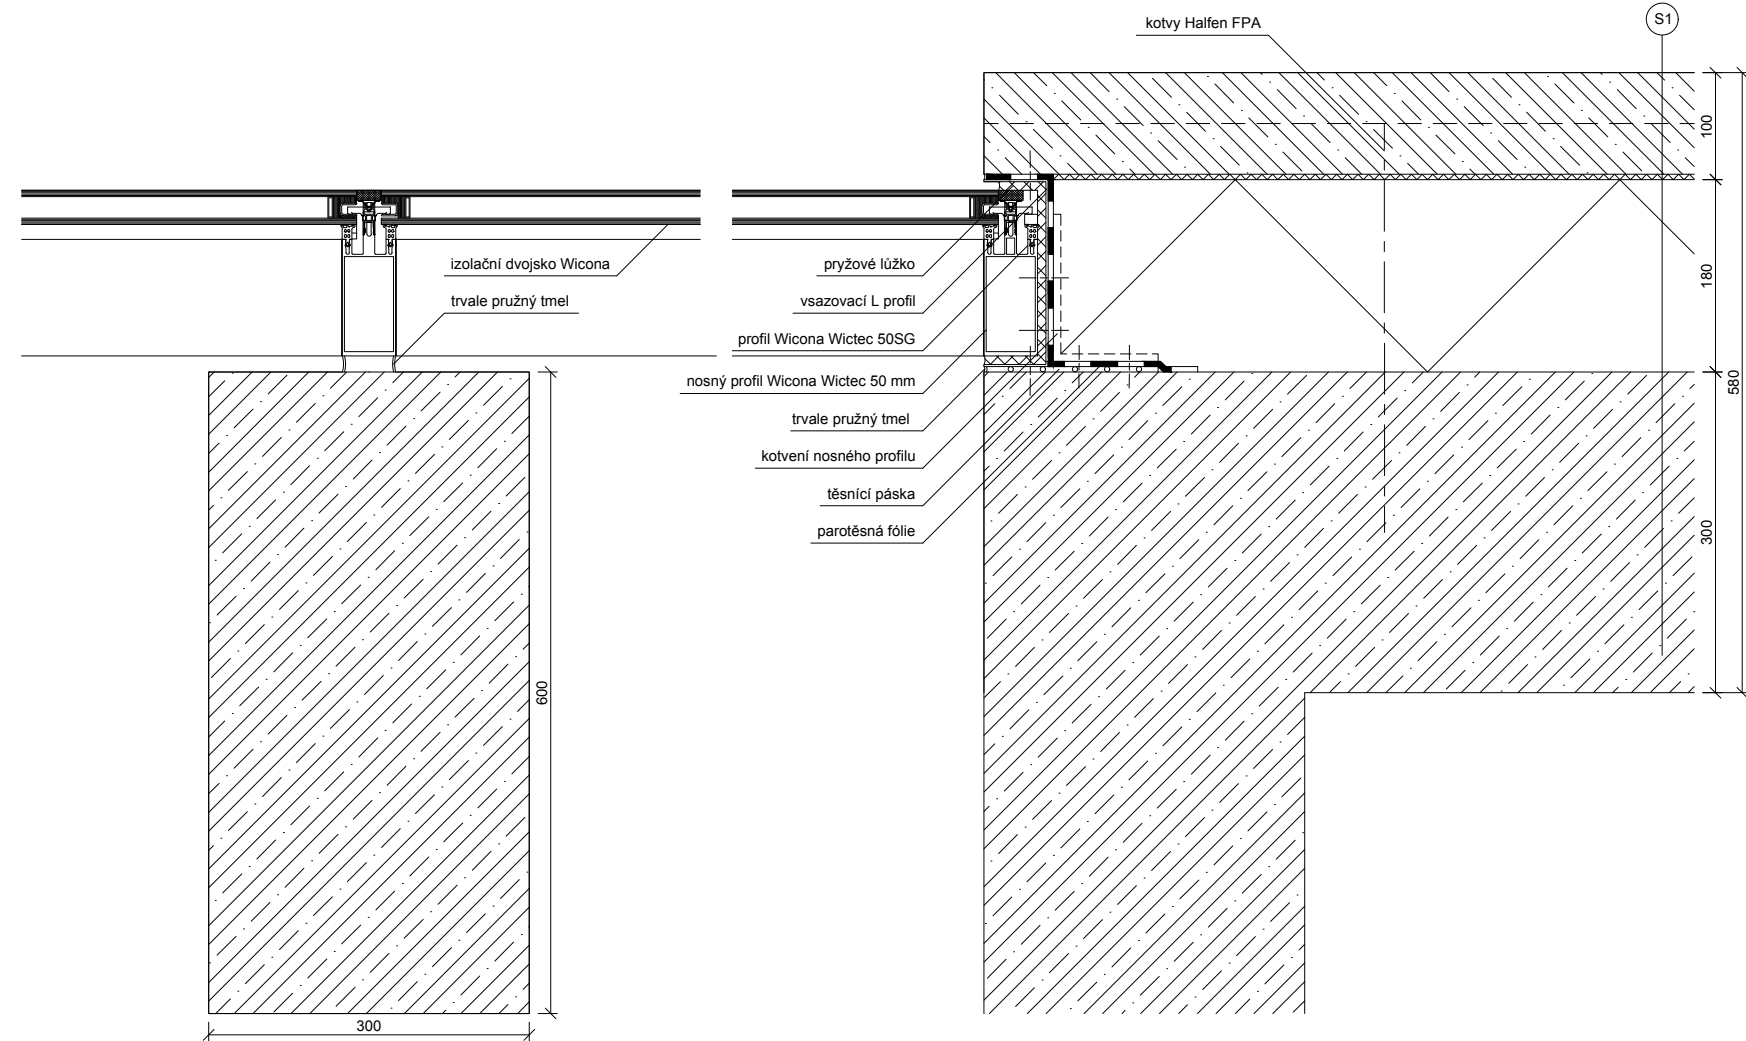 kotvy Halfen FPA
S1
100
izolační dvojsko Wicona
trvale pružný tmel
pryžové lůžko
vsazovací L profil
profil Wicona Wictec 50SG
nosný profil Wicona Wictec 50 mm
trvale pružný tmel
kotvení nosného profilu
těsnící páska
parotěsná fólie
180
580
300
600
300